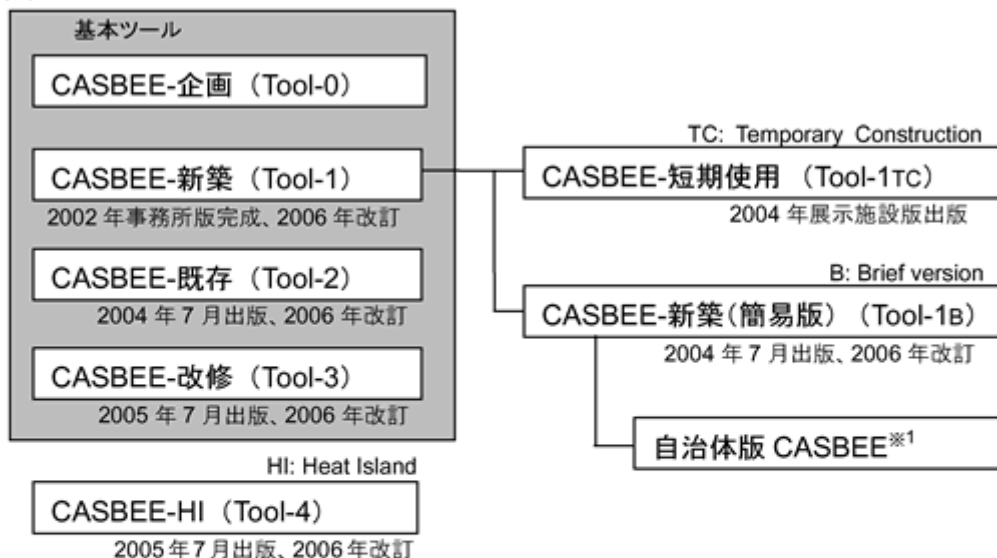 基本ツール
CASBEE-企画 (Tool-0)
CASBEE-新築 (Tool-1)
2002 年事務所版完成、2006 年改訂
CASBEE-既存 (Tool-2)
2004 年 7 月出版、2006 年改訂
CASBEE-改修 (Tool-3)
2005 年 7 月出版、2006 年改訂
HI: Heat Island
CASBEE-HI (Tool-4)
2005 年 7 月出版、2006 年改訂
TC: Temporary Construction
CASBEE-短期使用 (Tool-1TC)
2004 年展示施設版出版
B: Brief version
CASBEE-新築(簡易版) (Tool-1B)
2004 年 7 月出版、2006 年改訂
自治体版 CASBEE※1